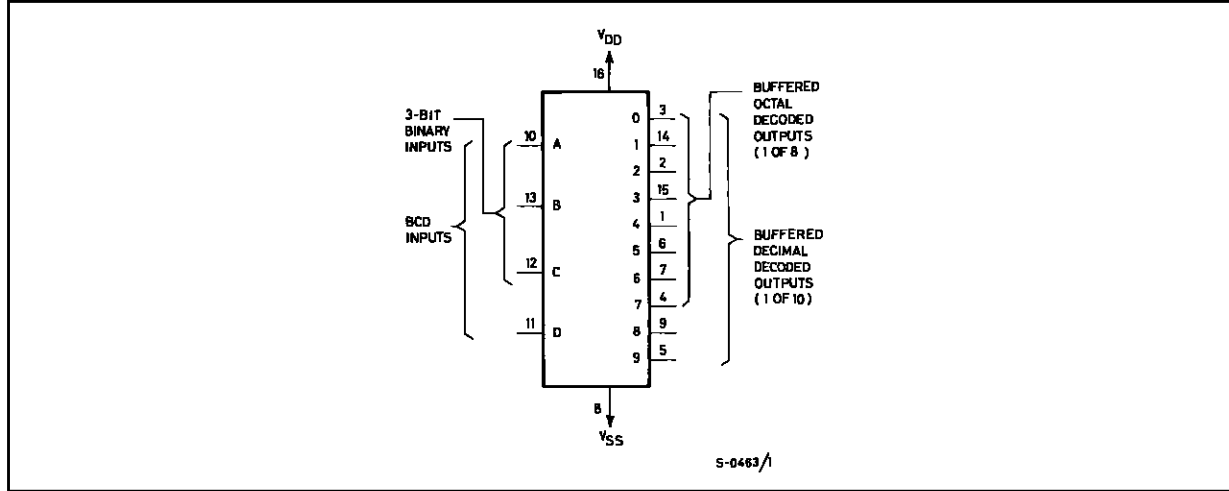 VDD
16
3-BIT
BINARY
INPUTS
BCD
INPUTS
10 A
13 B
12 C
11 D
0 3
1 14
2 2
3 15
4 1
5 6
6 7
7 4
8 9
9 5
BUFFERED
OCTAL
DECODED
OUTPUTS
( 1 OF 8 )
BUFFERED
DECIMAL
DECODED
OUTPUTS
( 1 OF 10 )
8
VSS
S-0463/1